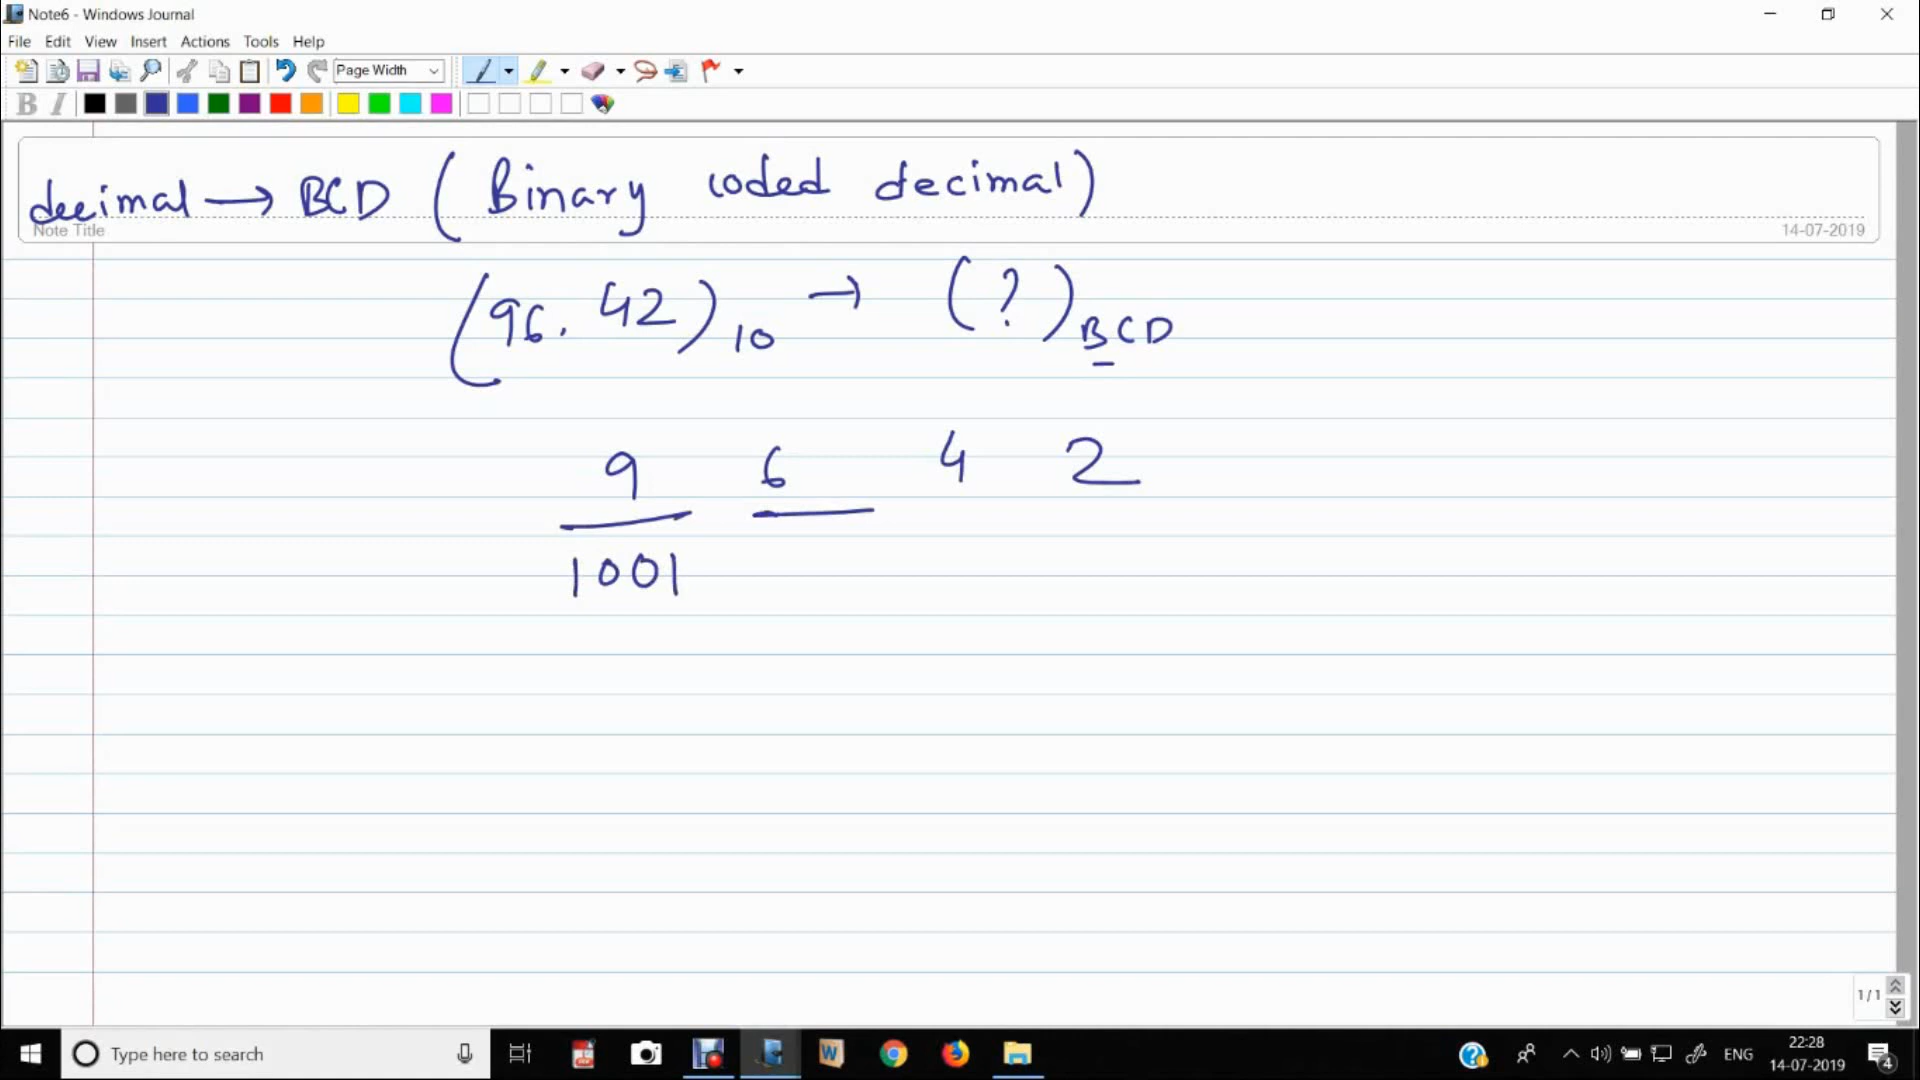 Note6 - Windows Journal
File Edit View Insert Actions Tools Help
Page Width
B I
decimal → BCD ( Binary coded decimal)
Note Title
14-07-2019
(96.42)10 → (?)BCD
9 6 4 2
1001
1/1
Type here to search
W
ENG
22:28
14-07-2019
4